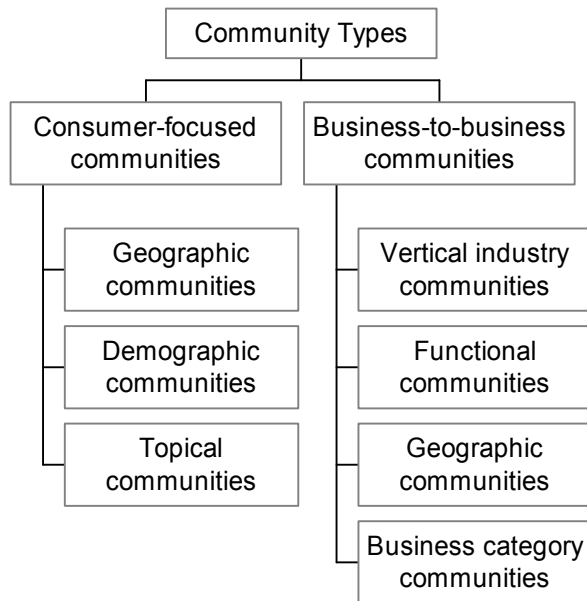 Community Types
Consumer-focused
communities
Business-to-business
communities
Geographic
communities
Demographic
communities
Topical
communities
Vertical industry
communities
Functional
communities
Geographic
communities
Business category
communities